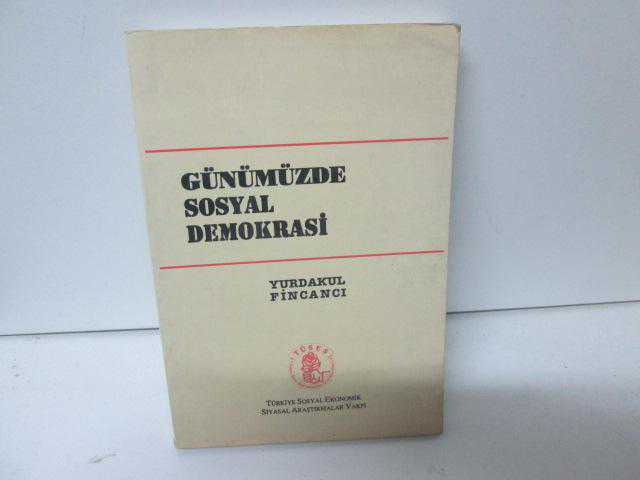 GÜNÜMÜZDE
SOSYAL
DEMOKRASİ
YURDAKUL
FİNCANCI
TÜSES
TÜRKİYE SOSYAL EKONOMİK
SİYASAL ARAŞTIRMALAR VAKFI